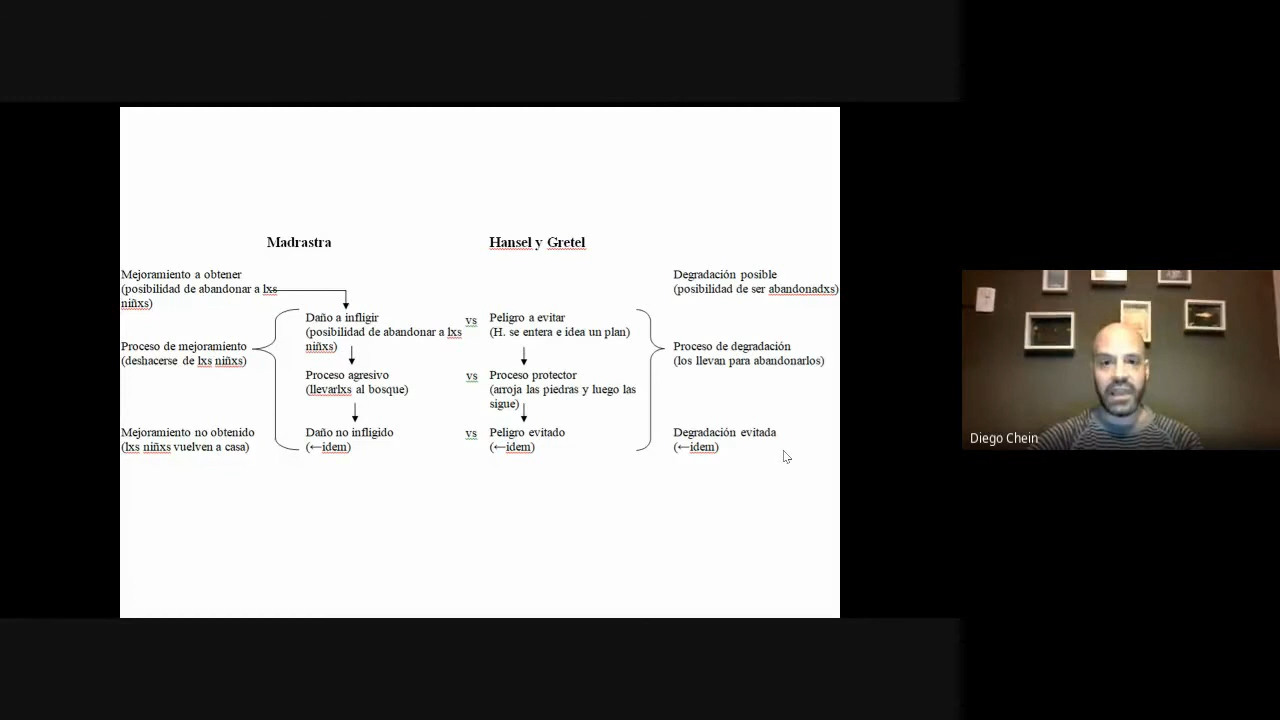 Madrastra
Hansel y Gretel
Mejoramiento a obtener
(posibilidad de abandonar a lxs
niñxs)
Degradación posible
(posibilidad de ser abandonadxs)
Daño a infligir
(posibilidad de abandonar a lxs
niñxs)
vs
Peligro a evitar
(H. se entera e idea un plan)
Proceso de mejoramiento
(deshacerse de lxs niñxs)
Proceso de degradación
(los llevan para abandonarlos)
Proceso agresivo
(llevarlxs al bosque)
vs
Proceso protector
(arroja las piedras y luego las
sigue)
Mejoramiento no obtenido
(lxs niñxs vuelven a casa)
Daño no infligido
(←idem)
vs
Peligro evitado
(←idem)
Degradación evitada
(←idem)
Diego Chein